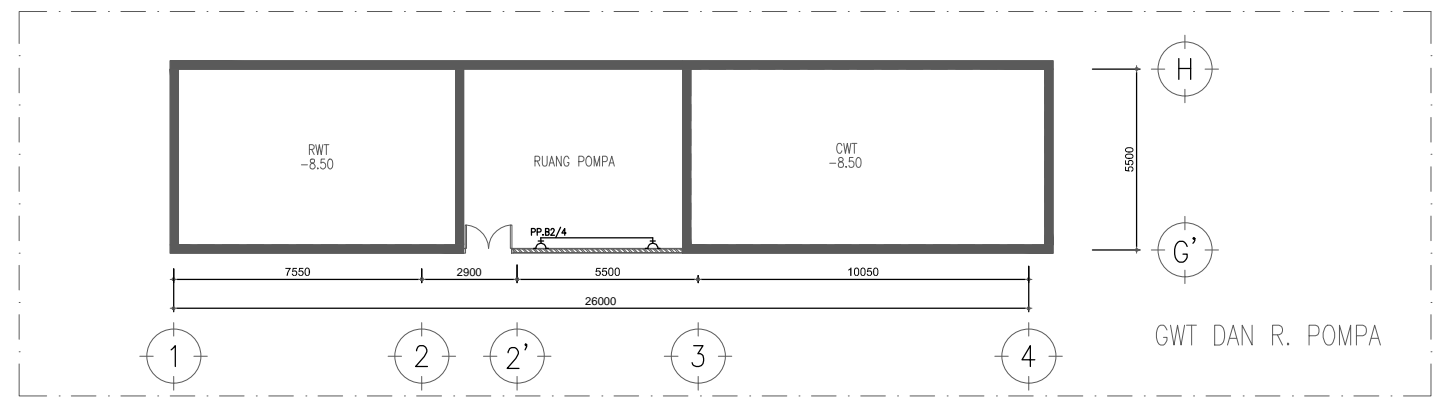 H
RWT
-8.50
RUANG POMPA
CWT
-8.50
5500
PP.B2/4
G'
7550
2900
5500
10050
26000
GWT DAN R. POMPA
1
2
2'
3
4